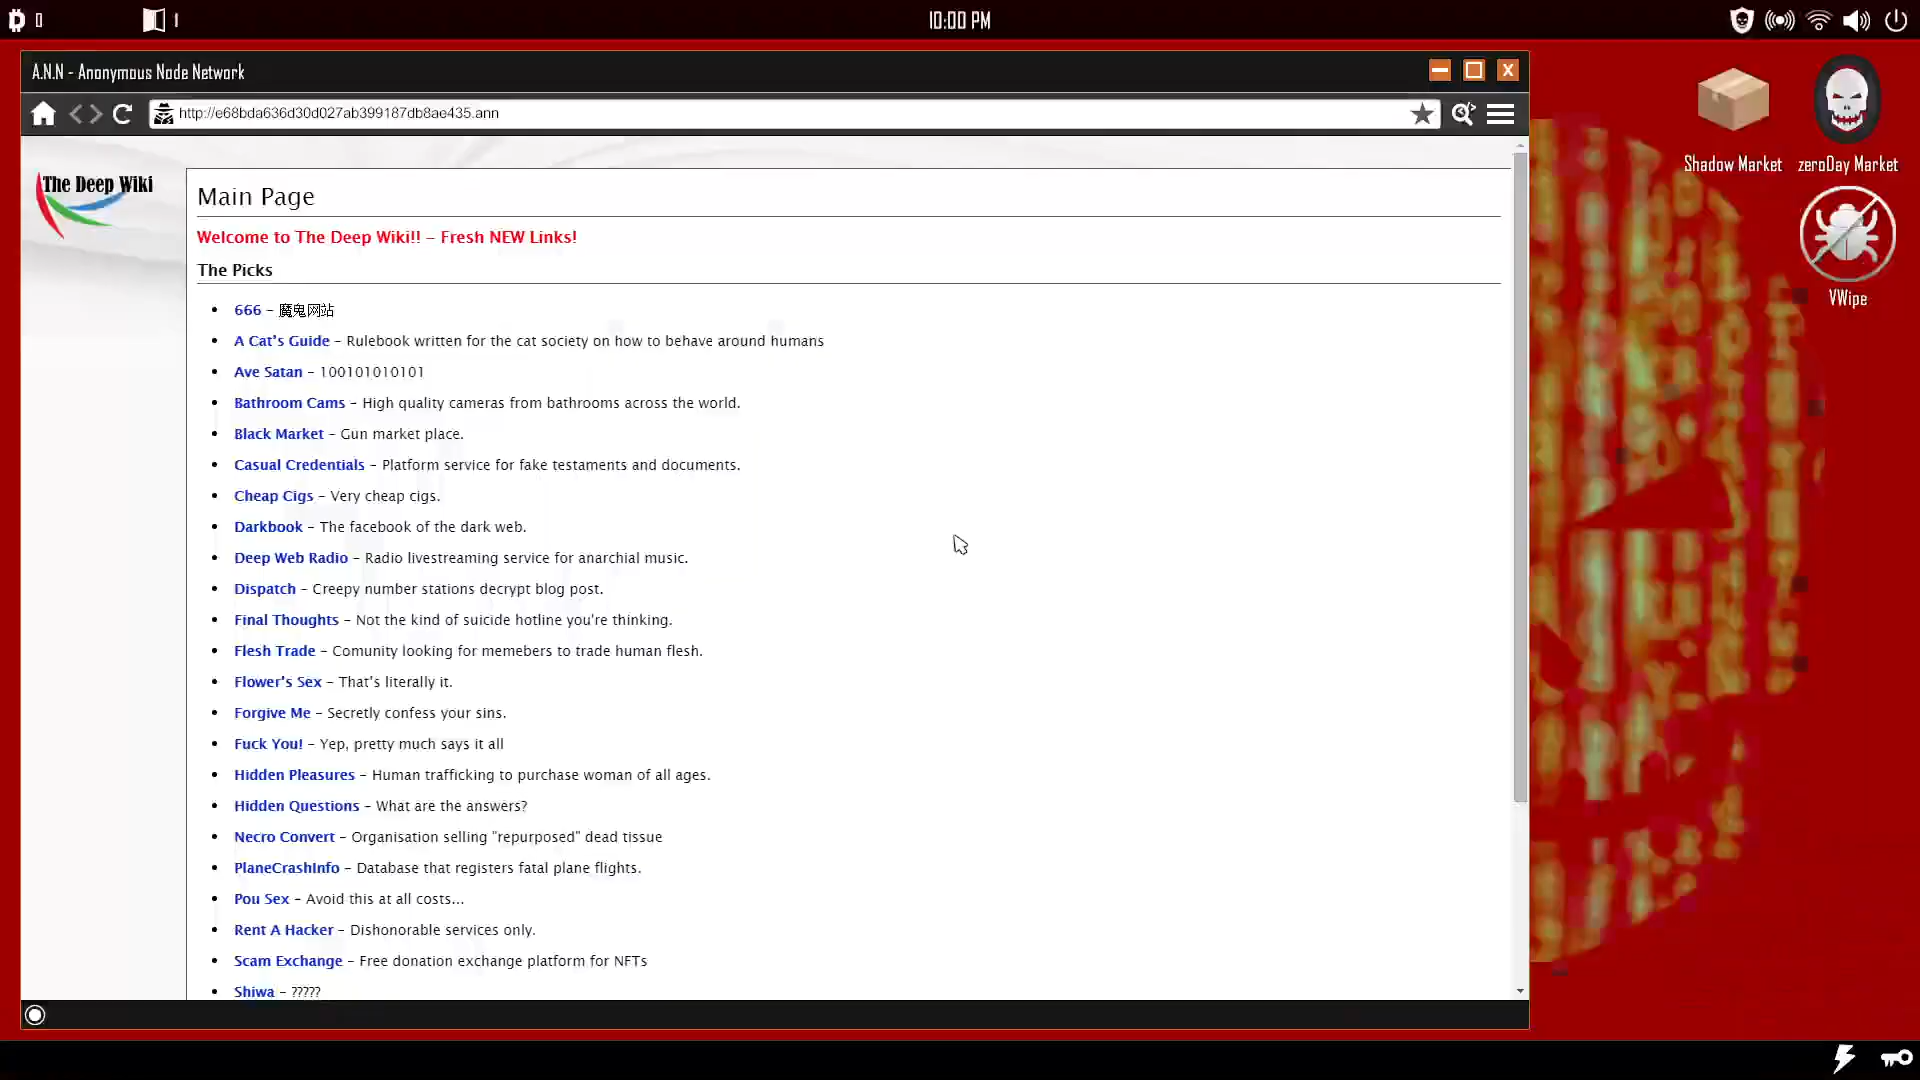 0
1
10:00 PM
A.N.N - Anonymous Node Network
http://e68bda636d30d027ab399187db8ae435.ann
Shadow Market
zeroDay Market
VWipe
The Deep Wiki
Main Page
Welcome to The Deep Wiki!! – Fresh NEW Links!
The Picks
666 – 魔鬼网站
A Cat's Guide – Rulebook written for the cat society on how to behave around humans
Ave Satan – 100101010101
Bathroom Cams – High quality cameras from bathrooms across the world.
Black Market – Gun market place.
Casual Credentials – Platform service for fake testaments and documents.
Cheap Cigs – Very cheap cigs.
Darkbook – The facebook of the dark web.
Deep Web Radio – Radio livestreaming service for anarchial music.
Dispatch – Creepy number stations decrypt blog post.
Final Thoughts – Not the kind of suicide hotline you're thinking.
Flesh Trade – Comunity looking for memebers to trade human flesh.
Flower's Sex – That's literally it.
Forgive Me – Secretly confess your sins.
Fuck You! – Yep, pretty much says it all
Hidden Pleasures – Human trafficking to purchase woman of all ages.
Hidden Questions – What are the answers?
Necro Convert – Organisation selling "repurposed" dead tissue
PlaneCrashInfo – Database that registers fatal plane flights.
Pou Sex – Avoid this at all costs...
Rent A Hacker – Dishonorable services only.
Scam Exchange – Free donation exchange platform for NFTs
Shiwa – ?????